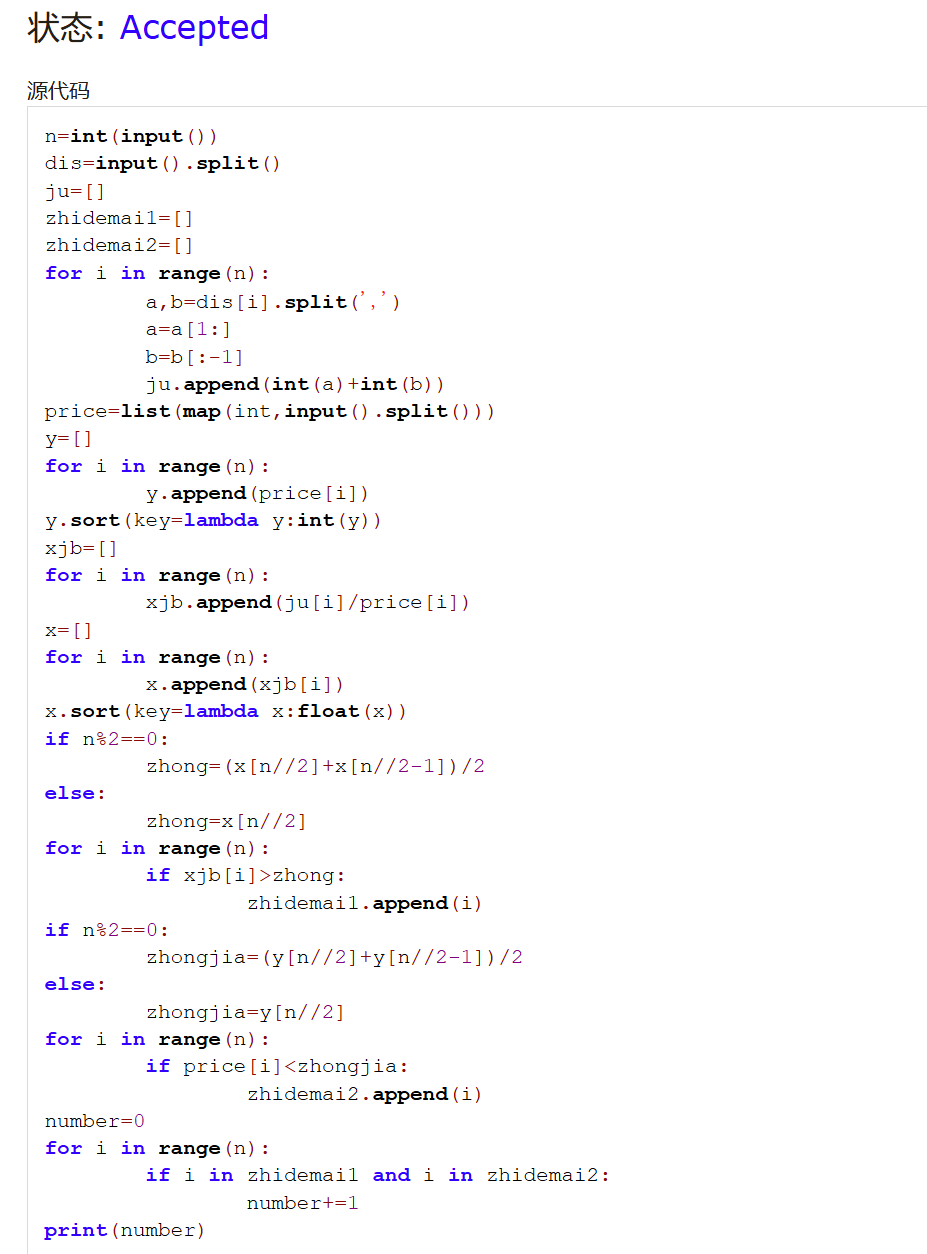 状态: Accepted
源代码
n=int(input())
dis=input().split()
ju=[]
zhidemai1=[]
zhidemai2=[]
for i in range(n):
        a,b=dis[i].split(',')
        a=a[1:]
        b=b[:-1]
        ju.append(int(a)+int(b))
price=list(map(int,input().split()))
y=[]
for i in range(n):
        y.append(price[i])
y.sort(key=lambda y:int(y))
xjb=[]
for i in range(n):
        xjb.append(ju[i]/price[i])
x=[]
for i in range(n):
        x.append(xjb[i])
x.sort(key=lambda x:float(x))
if n%2==0:
        zhong=(x[n//2]+x[n//2-1])/2
else:
        zhong=x[n//2]
for i in range(n):
        if xjb[i]>zhong:
                zhidemai1.append(i)
if n%2==0:
        zhongjia=(y[n//2]+y[n//2-1])/2
else:
        zhongjia=y[n//2]
for i in range(n):
        if price[i]<zhongjia:
                zhidemai2.append(i)
number=0
for i in range(n):
        if i in zhidemai1 and i in zhidemai2:
                number+=1
print(number)